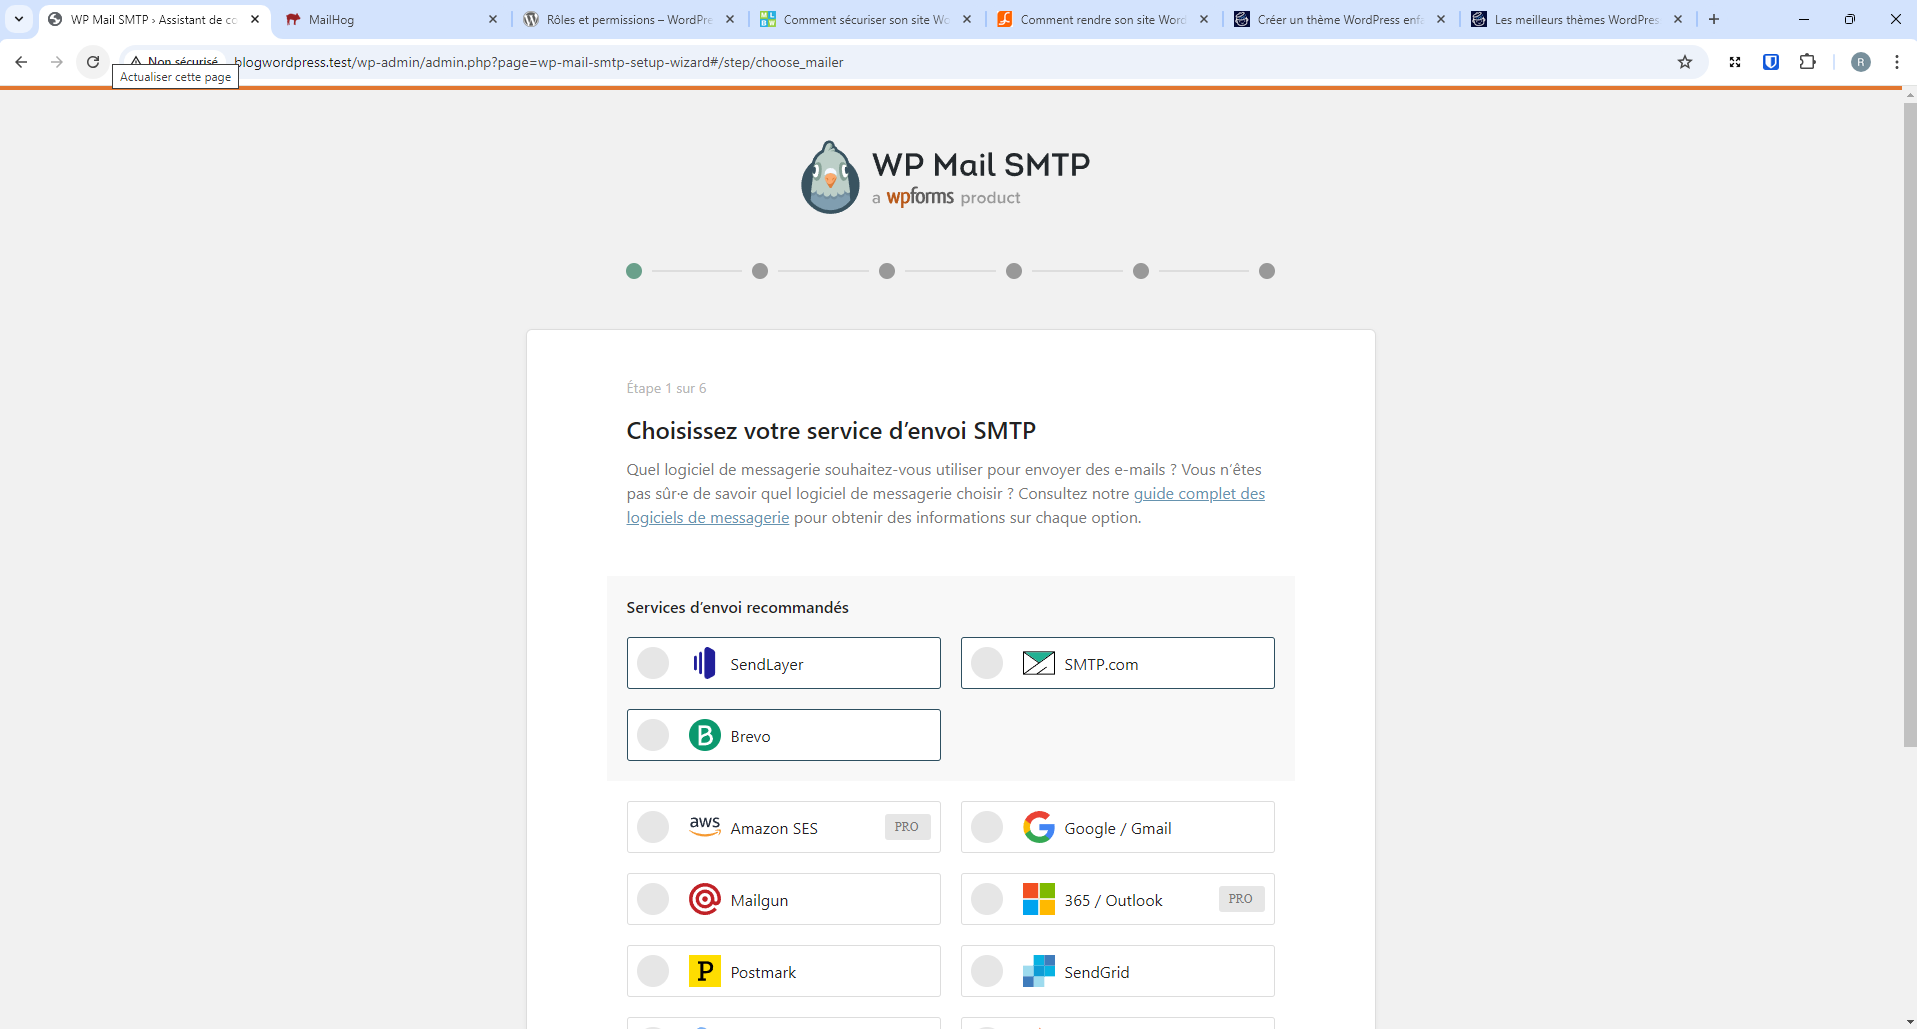 WP Mail SMTP › Assistant de co
MailHog
Rôles et permissions – WordPre
Comment sécuriser son site Wo
Comment rendre son site Word
Créer un thème WordPress enfa
Les meilleurs thèmes WordPress
Non sécurisé
blogwordpress.test/wp-admin/admin.php?page=wp-mail-smtp-setup-wizard#/step/choose_mailer
R
Actualiser cette page
WP Mail SMTP
a wpforms product
Étape 1 sur 6
Choisissez votre service d’envoi SMTP
Quel logiciel de messagerie souhaitez-vous utiliser pour envoyer des e-mails ? Vous n’êtes
pas sûr·e de savoir quel logiciel de messagerie choisir ? Consultez notre guide complet des
logiciels de messagerie pour obtenir des informations sur chaque option.
Services d’envoi recommandés
SendLayer
SMTP.com
B Brevo
aws Amazon SES PRO
Google / Gmail
Mailgun
365 / Outlook PRO
P Postmark
SendGrid